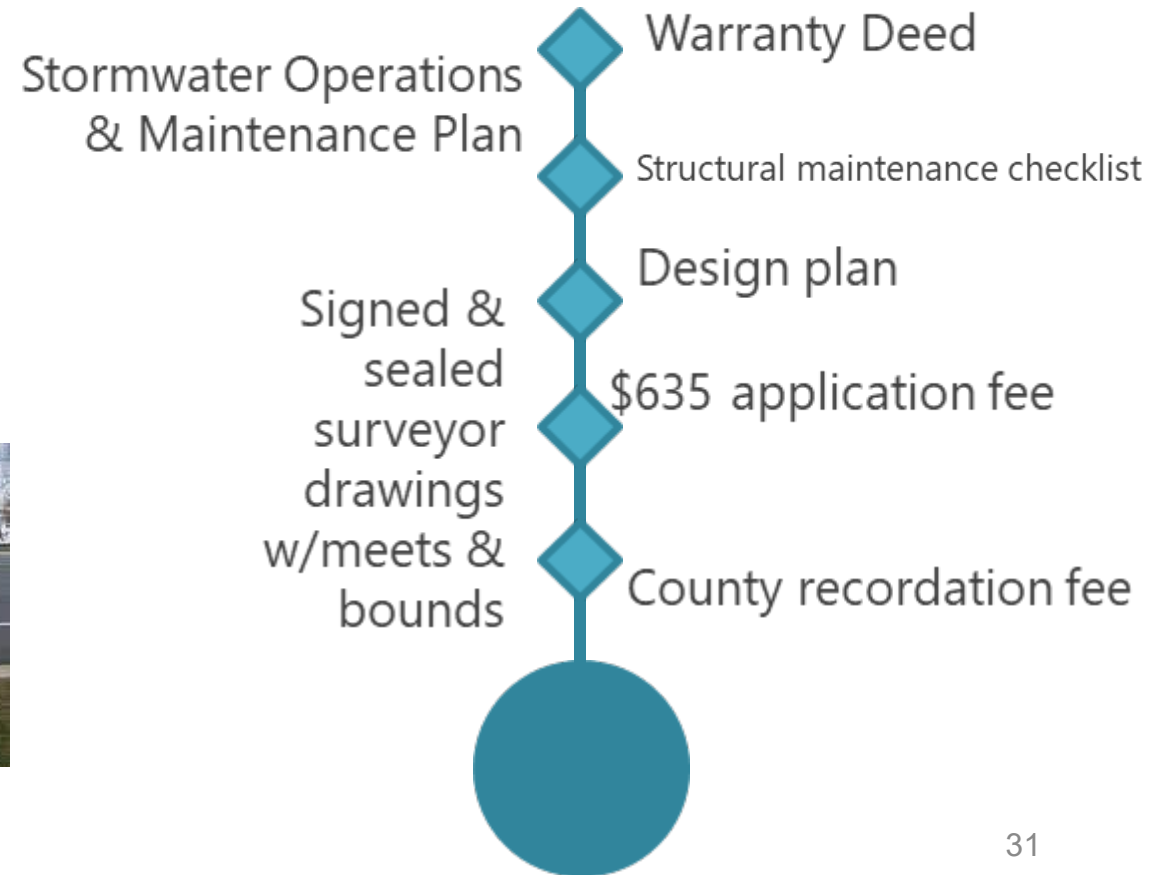 Warranty Deed
Stormwater Operations
& Maintenance Plan
Structural maintenance checklist
Design plan
Signed &
sealed
surveyor
drawings
w/meets &
bounds
$635 application fee
County recordation fee
31